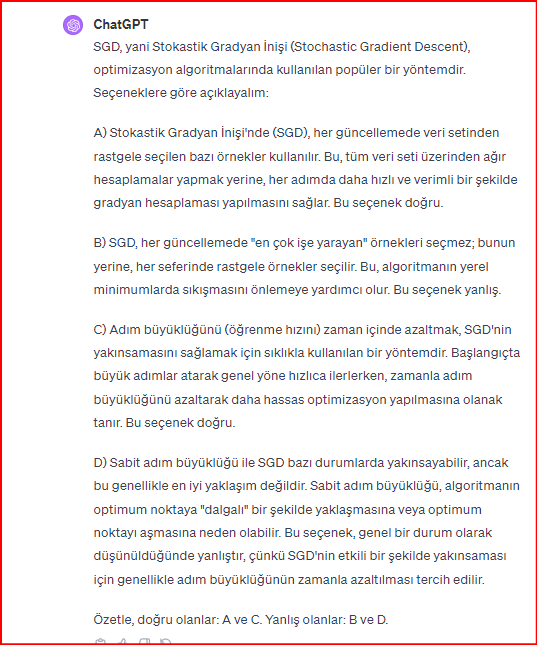 ChatGPT
SGD, yani Stokastik Gradyan İnişi (Stochastic Gradient Descent),
optimizasyon algoritmalarında kullanılan popüler bir yöntemdir.
Seçeneklere göre açıklayalım:
A) Stokastik Gradyan İnişi'nde (SGD), her güncellemede veri setinden
rastgele seçilen bazı örnekler kullanılır. Bu, tüm veri seti üzerinden ağır
hesaplamalar yapmak yerine, her adımda daha hızlı ve verimli bir şekilde
gradyan hesaplaması yapılmasını sağlar. Bu seçenek doğru.
B) SGD, her güncellemede "en çok işe yarayan" örnekleri seçmez; bunun
yerine, her seferinde rastgele örnekler seçilir. Bu, algoritmanın yerel
minimumlarda sıkışmasını önlemeye yardımcı olur. Bu seçenek yanlış.
C) Adım büyüklüğünü (öğrenme hızını) zaman içinde azaltmak, SGD'nin
yakınsamasını sağlamak için sıklıkla kullanılan bir yöntemdir. Başlangıçta
büyük adımlar atarak genel yöne hızlıca ilerlerken, zamanla adım
büyüklüğünü azaltarak daha hassas optimizasyon yapılmasına olanak
tanır. Bu seçenek doğru.
D) Sabit adım büyüklüğü ile SGD bazı durumlarda yakınsayabilir, ancak
bu genellikle en iyi yaklaşım değildir. Sabit adım büyüklüğü, algoritmanın
optimum noktaya "dalgalı" bir şekilde yaklaşmasına veya optimum
noktayı aşmasına neden olabilir. Bu seçenek, genel bir durum olarak
düşünüldüğünde yanlıştır, çünkü SGD'nin etkili bir şekilde yakınsaması
için genellikle adım büyüklüğünün zamanla azaltılması tercih edilir.
Özetle, doğru olanlar: A ve C. Yanlış olanlar: B ve D.